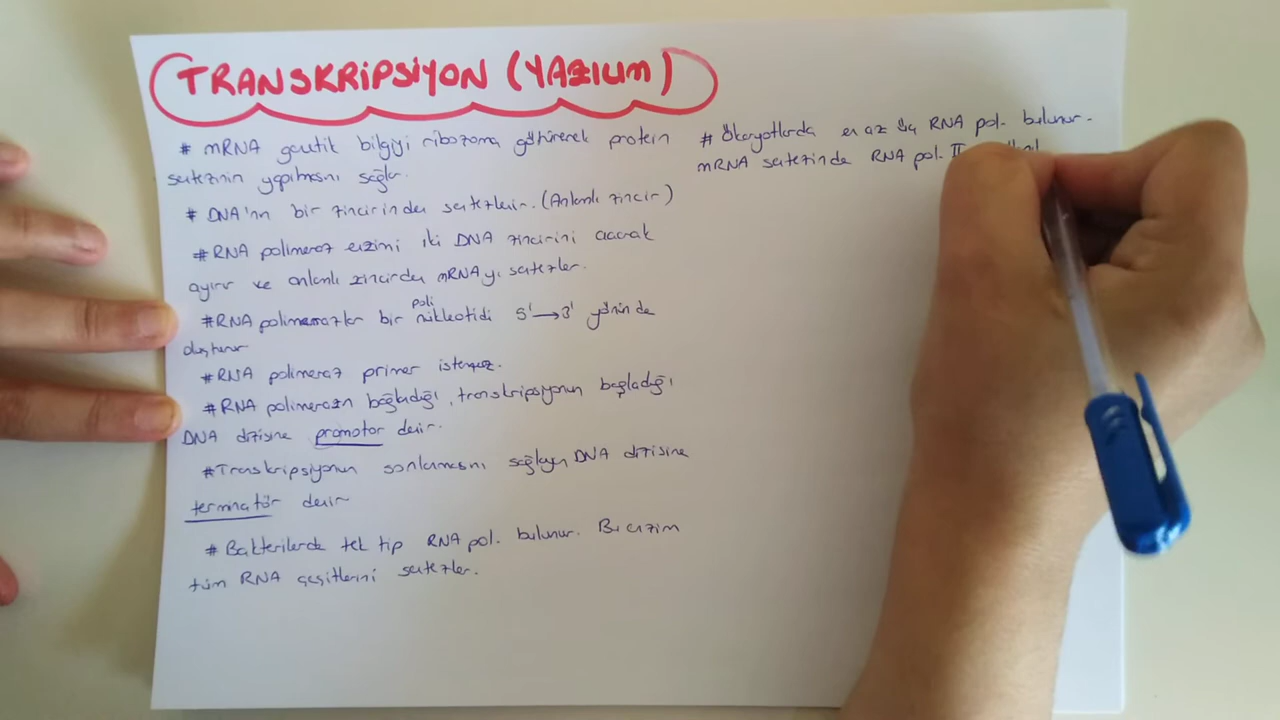 TRANSKRİPSİYON (YAZILIM)
# mRNA genetik bilgiyi ribozoma götürerek protein
sentezinin yapılmasını sağlar.
# DNA'nın bir zincirinden sentezlenir. (Anlamlı zincir)
# RNA polimeraz enzimi iki DNA zincirini açarak
ayırır ve anlamlı zincirden mRNA yı sentezler.
# RNA polimerazlar bir poli nükleotidi 5' → 3' yönünde
oluşturur
# RNA polimeraz primer istemez.
# RNA polimerazın bağladığı, transkripsiyonun başladığı
DNA dizisine promotor denir.
# Transkripsiyonun sonlanmasını sağlayan DNA dizisine
terminatör denir
# Bakterilerde tek tip RNA pol. bulunur. Bu enzim
tüm RNA çeşitlerini sentezler.
# Ökaryotlarda en az üç RNA pol. bulunur.
mRNA sentezinde RNA pol. II